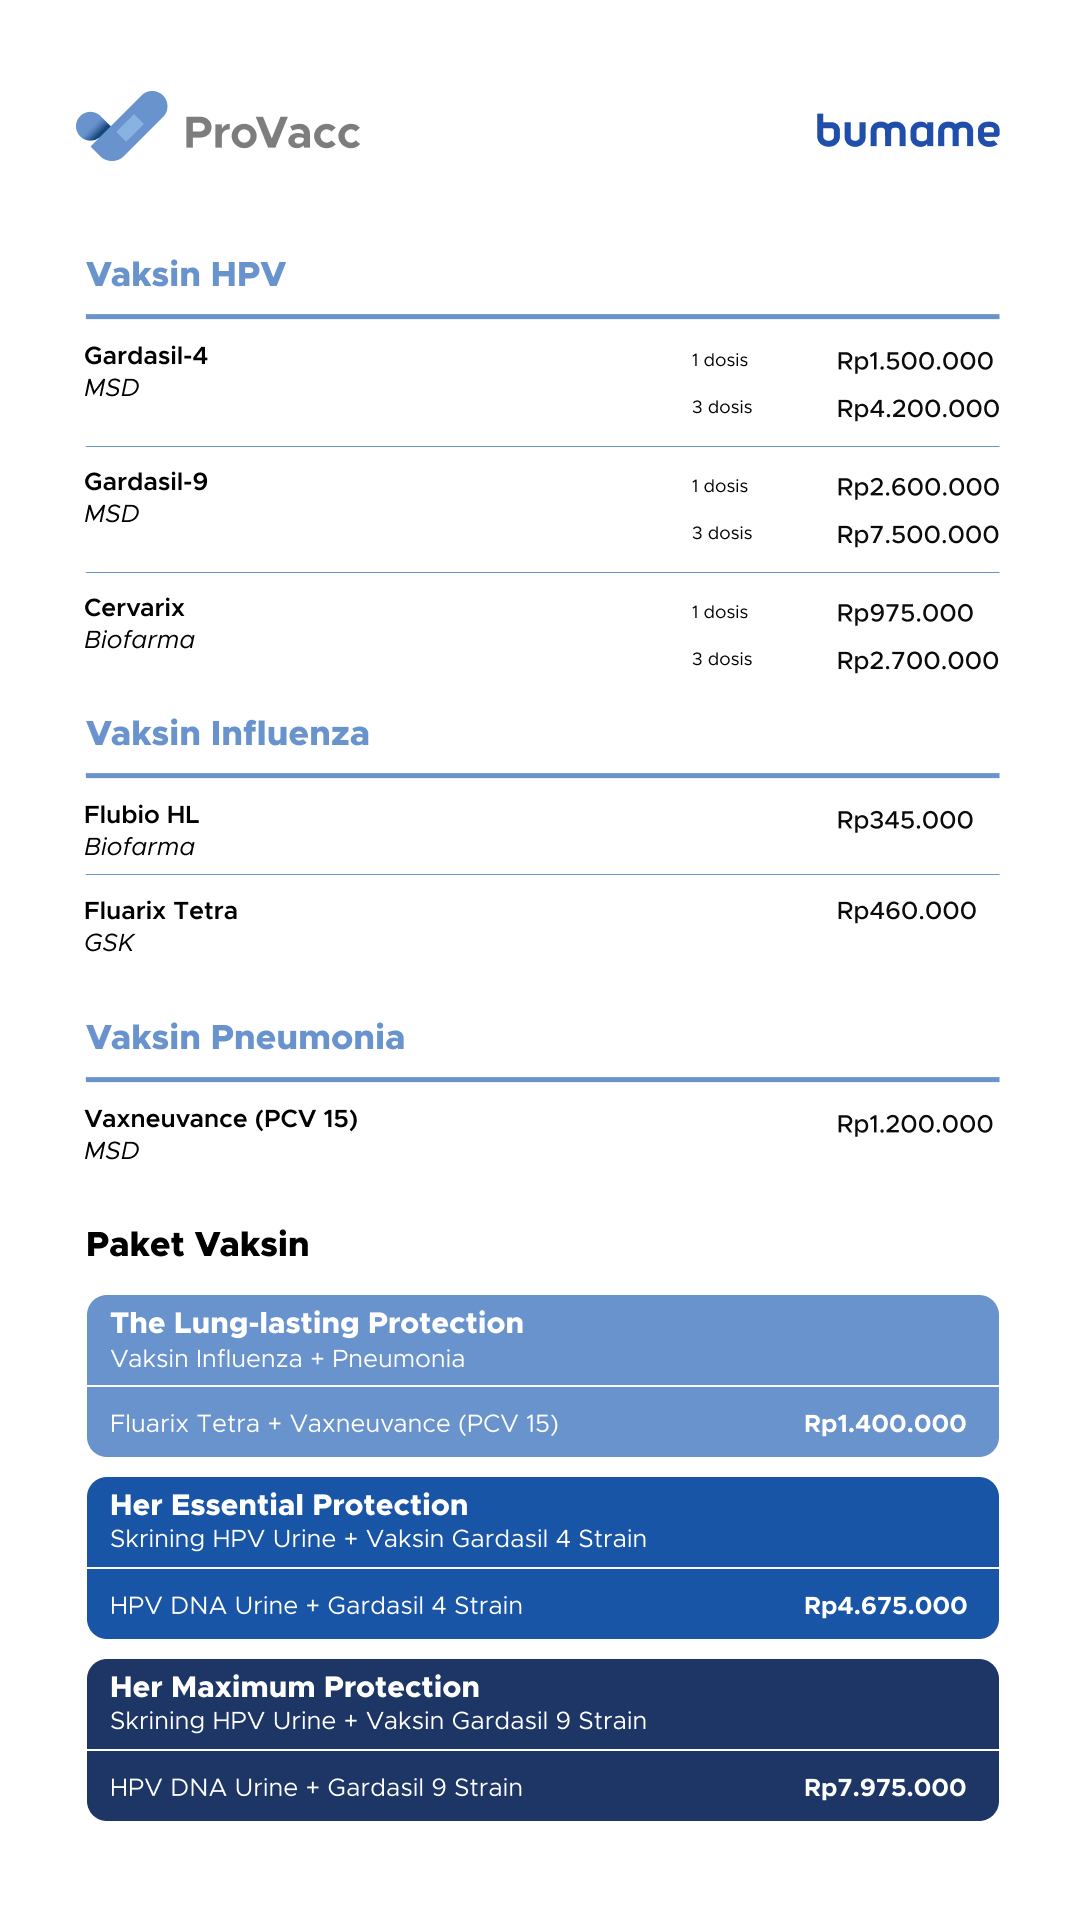 ProVacc
bumame
Vaksin HPV
Gardasil-4
MSD
1 dosis Rp1.500.000
3 dosis Rp4.200.000
Gardasil-9
MSD
1 dosis Rp2.600.000
3 dosis Rp7.500.000
Cervarix
Biofarma
1 dosis Rp975.000
3 dosis Rp2.700.000
Vaksin Influenza
Flubio HL
Biofarma
Rp345.000
Fluarix Tetra
GSK
Rp460.000
Vaksin Pneumonia
Vaxneuvance (PCV 15)
MSD
Rp1.200.000
Paket Vaksin
The Lung-lasting Protection
Vaksin Influenza + Pneumonia
Fluarix Tetra + Vaxneuvance (PCV 15) Rp1.400.000
Her Essential Protection
Skrining HPV Urine + Vaksin Gardasil 4 Strain
HPV DNA Urine + Gardasil 4 Strain Rp4.675.000
Her Maximum Protection
Skrining HPV Urine + Vaksin Gardasil 9 Strain
HPV DNA Urine + Gardasil 9 Strain Rp7.975.000